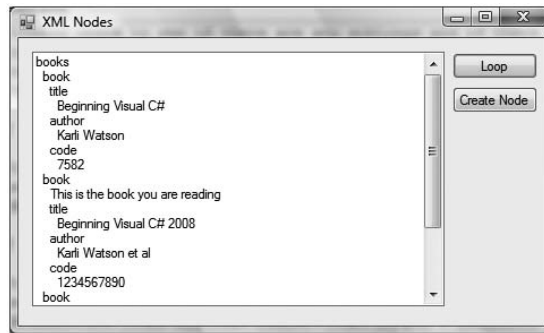 XML Nodes
books
book
title
Beginning Visual C#
author
Karli Watson
code
7582
book
This is the book you are reading
title
Beginning Visual C# 2008
author
Karli Watson et al
code
1234567890
book
Loop
Create Node